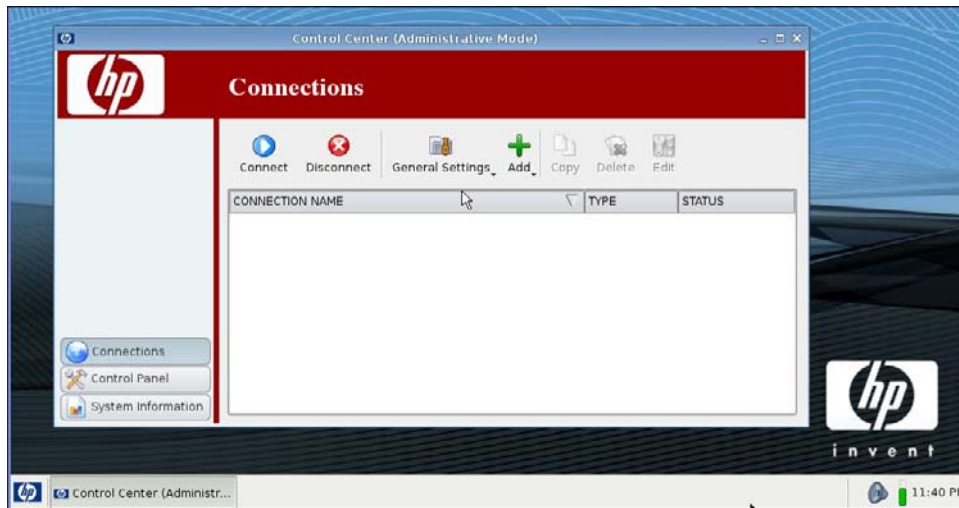 Control Center (Administrative Mode)
hp
Connections
Connect Disconnect General Settings Add Copy Delete Edit
CONNECTION NAME TYPE STATUS
Connections
Control Panel
System Information
hp
invent
Control Center (Administr...
11:40 PM